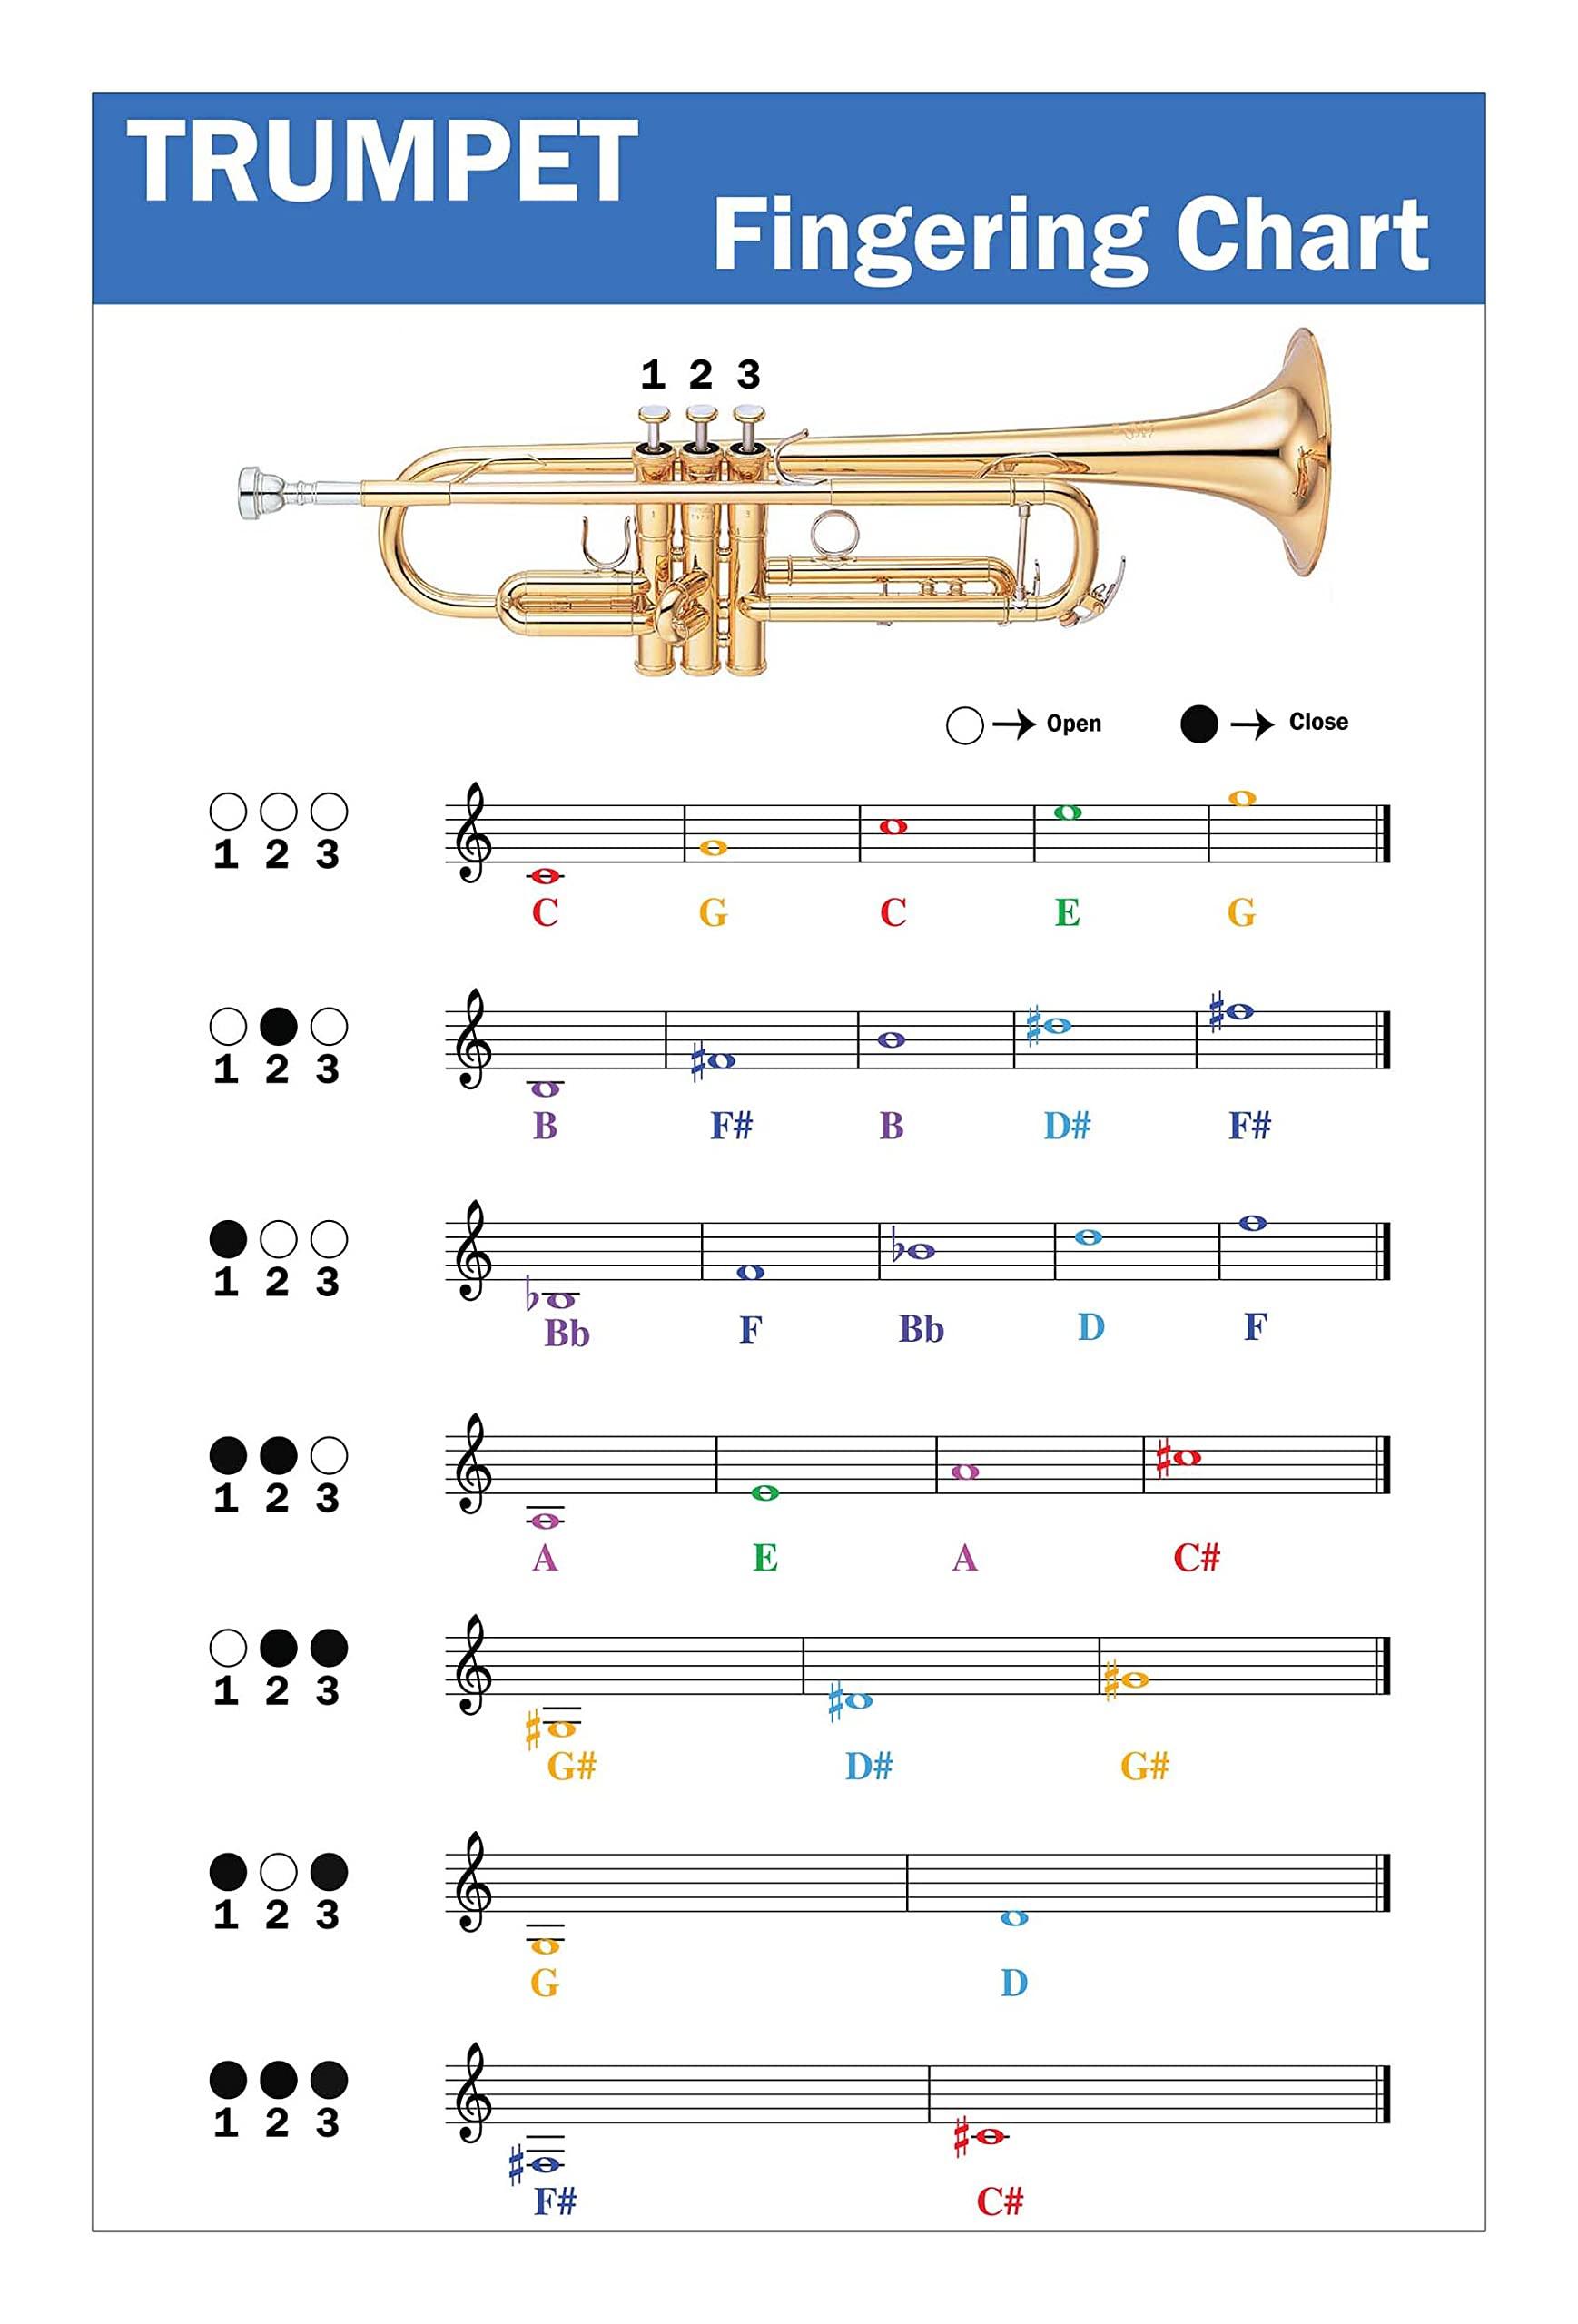 TRUMPET
Fingering Chart
1 2 3
Open Close
1 2 3
C G C E G
1 2 3
B F# B D# F#
1 2 3
Bb F Bb D F
1 2 3
A E A C#
1 2 3
G# D# G#
1 2 3
G D
1 2 3
F# C#